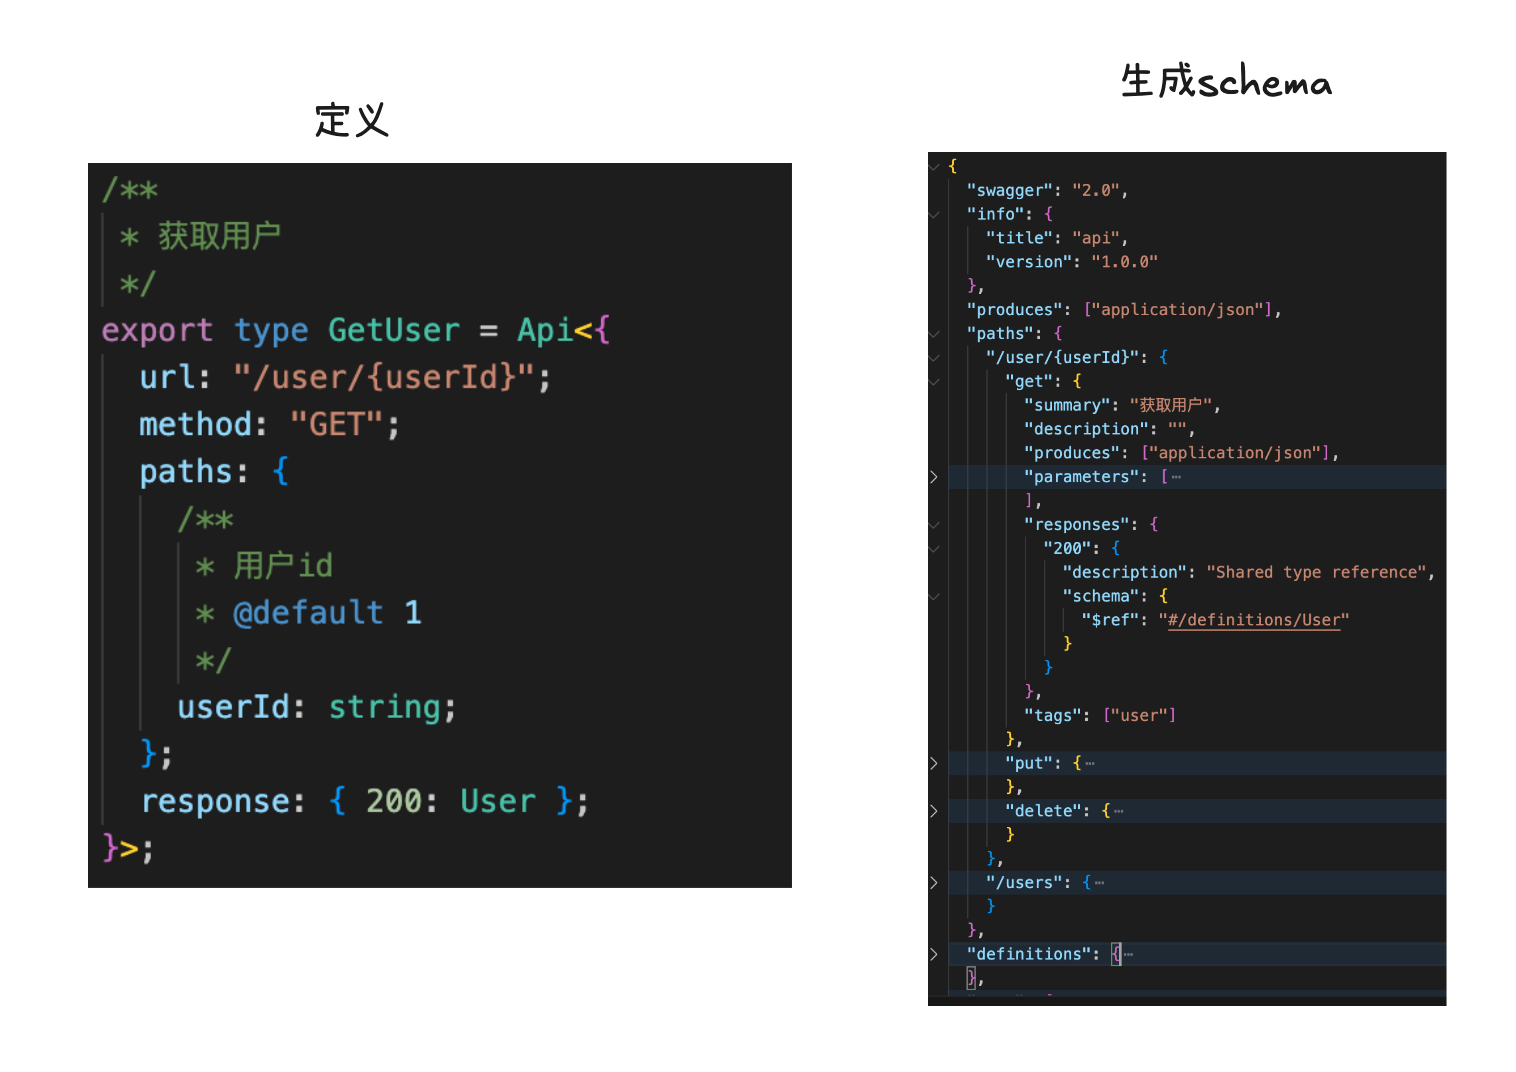 定义
/**
* 获取用户
*/
export type GetUser = Api<{
url: "/user/{userId}";
method: "GET";
paths: {
/**
* 用户id
* @default 1
*/
userId: string;
};
response: { 200: User };
}>;
生成schema
{
"swagger": "2.0",
"info": {
"title": "api",
"version": "1.0.0"
},
"produces": ["application/json"],
"paths": {
"/user/{userId}": {
"get": {
"summary": "获取用户",
"description": "",
"produces": ["application/json"],
"parameters": [⋯
],
"responses": {
"200": {
"description": "Shared type reference",
"schema": {
"$ref": "#/definitions/User"
}
}
},
"tags": ["user"]
},
"put": {⋯
},
"delete": {⋯
}
},
"/users": {⋯
}
},
"definitions": {⋯
},